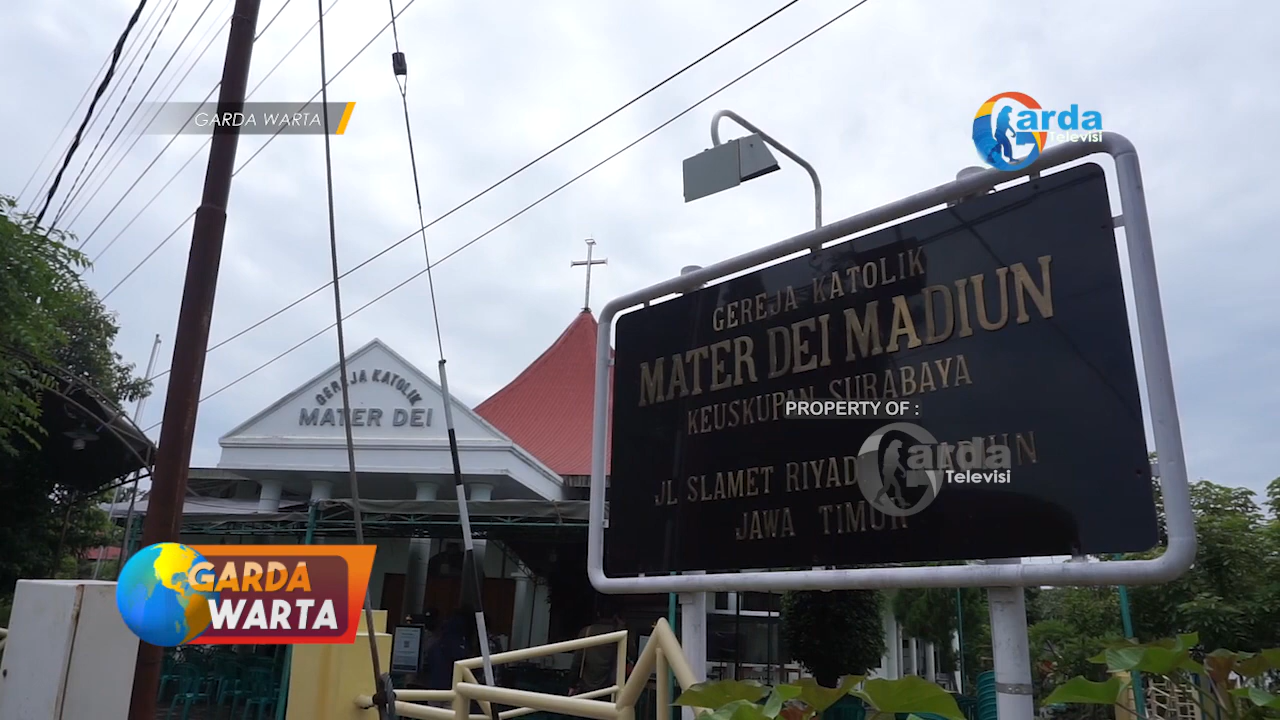 GARDA WARTA
Garda
Televisi
GEREJA KATOLIK
MATER DEI MADIUN
KEUSKUPAN SURABAYA
PROPERTY OF :
JL SLAMET RIYADI MADIUN
Garda
Televisi
JAWA TIMUR
GEREJA KATOLIK
MATER DEI
GARDA
WARTA